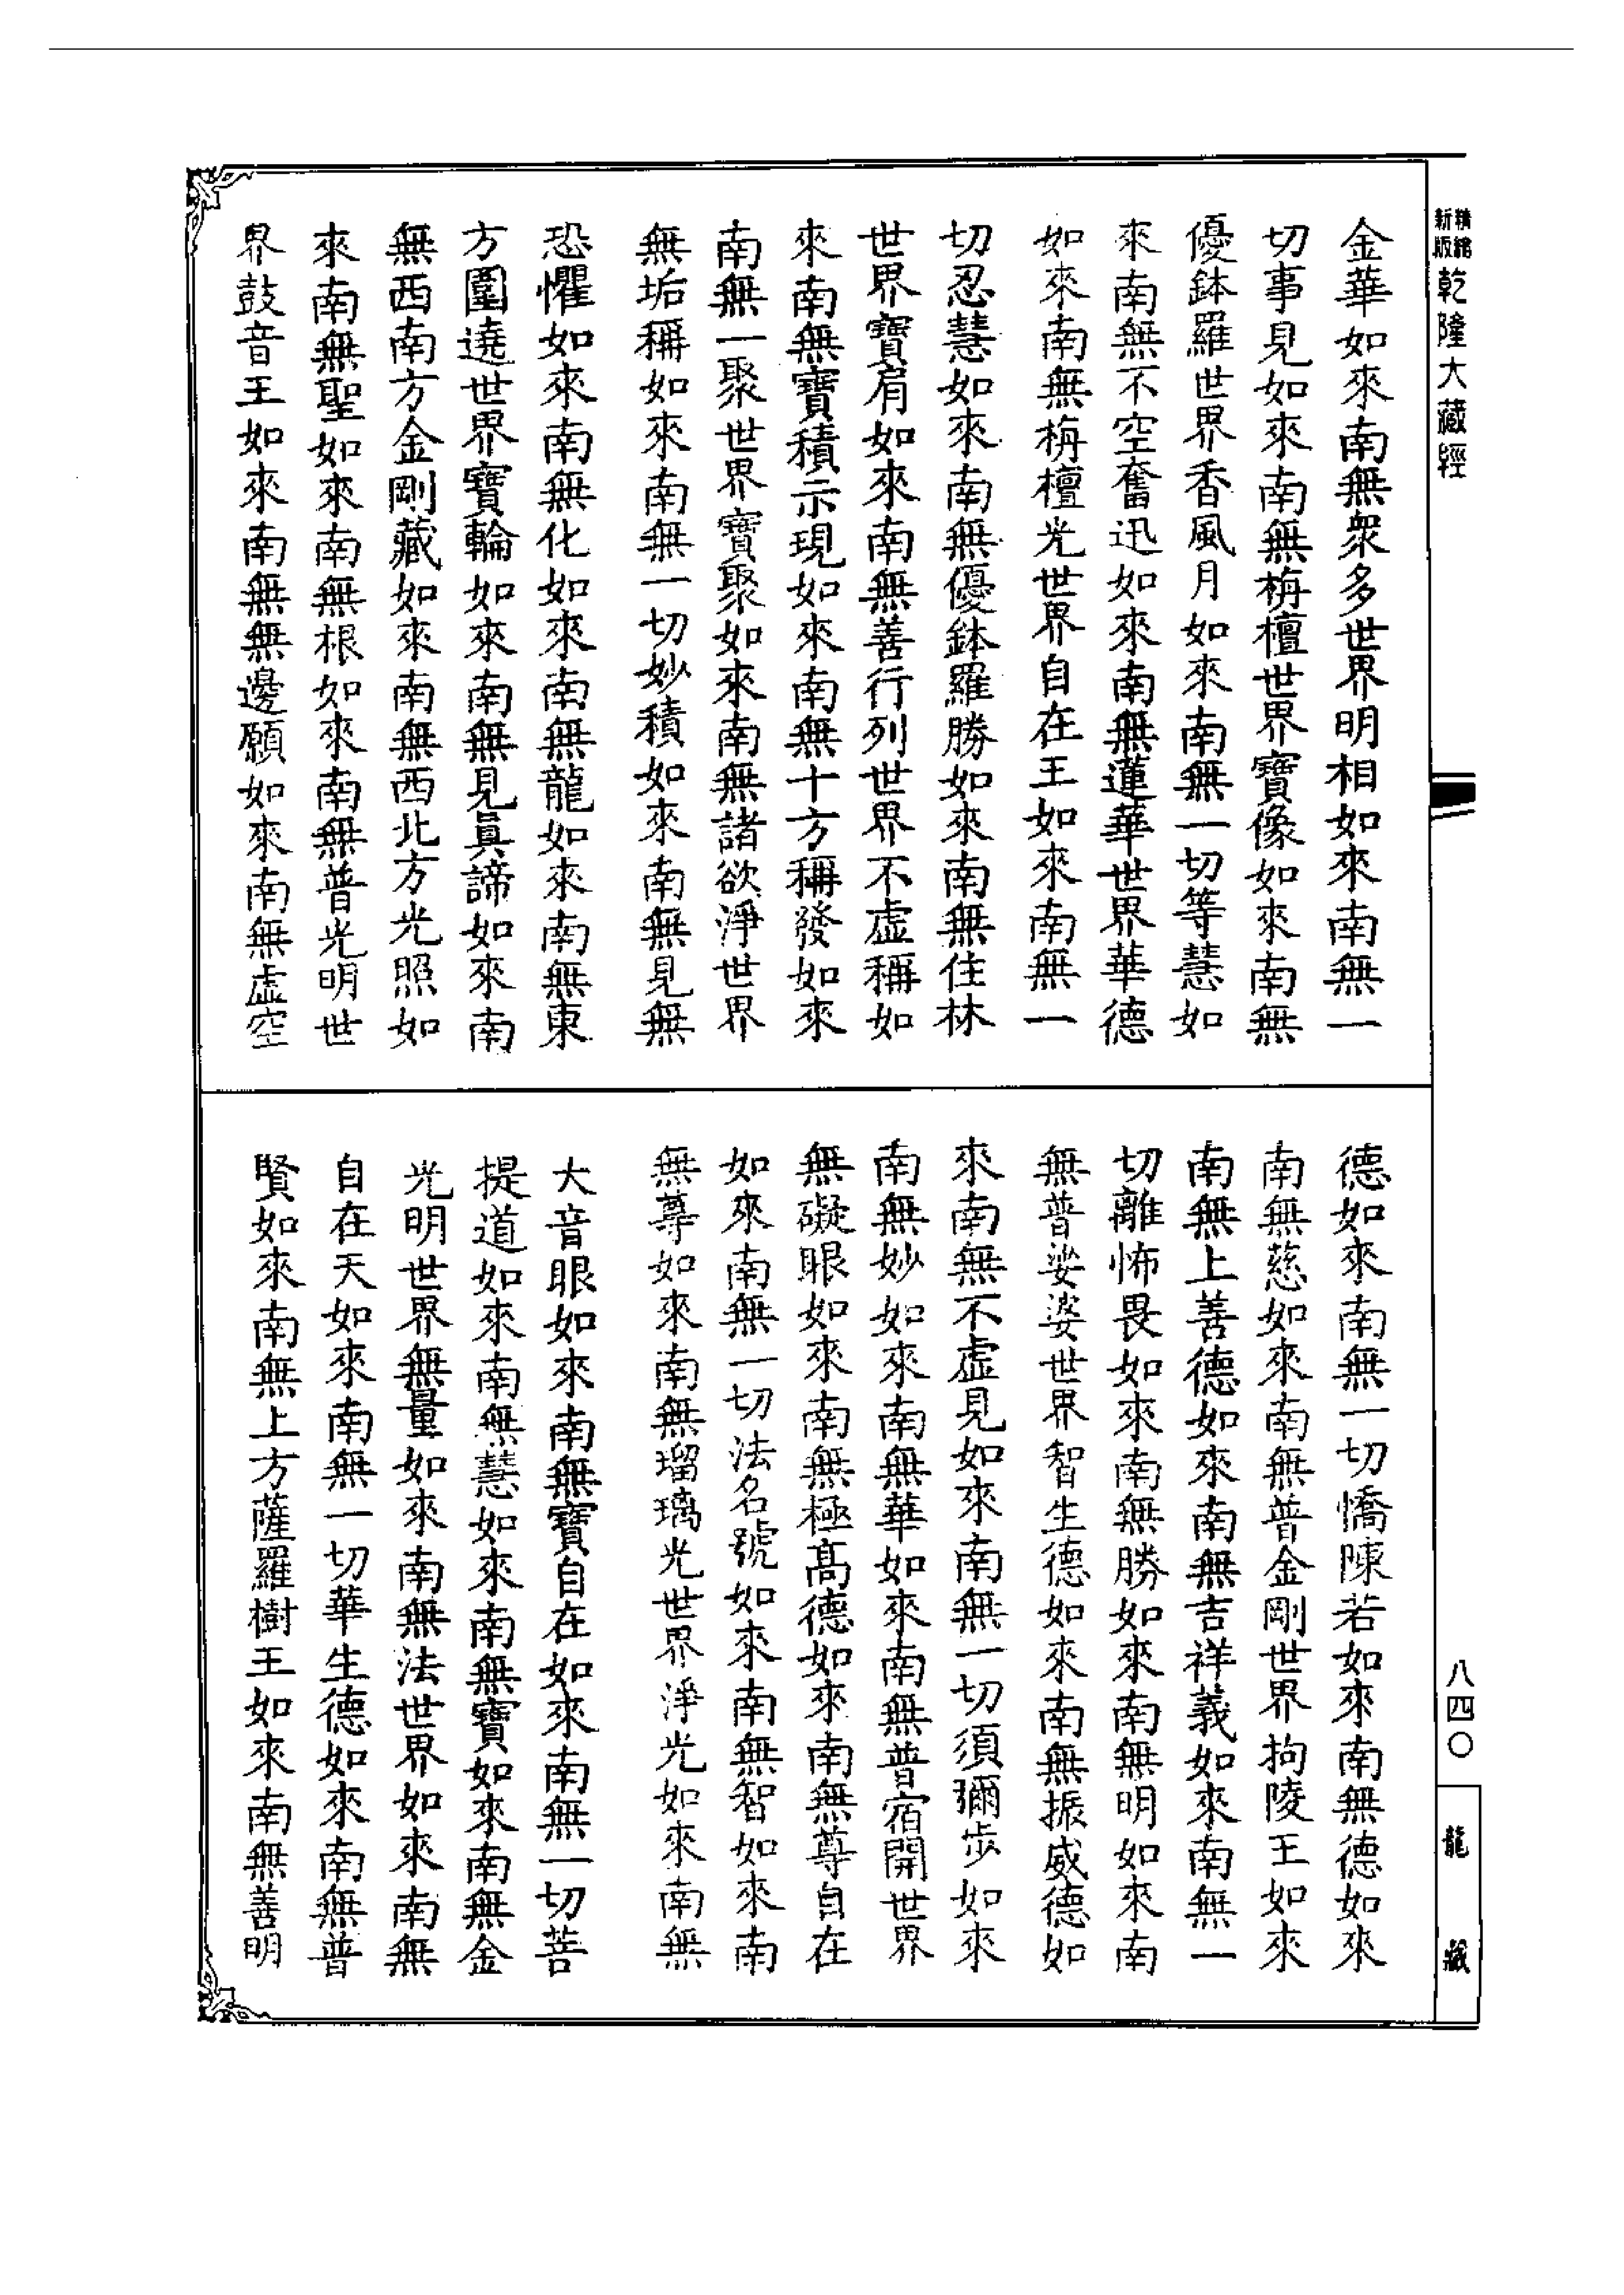 新版
精縮
乾隆大藏經
金華如來南無衆多世界明相如來南無一
切事見如來南無栴檀世界寶像如來南無
優鉢羅世界香風月如來南無一切等慧如
來南無不空奮迅如來南無蓮華世界華德
如來南無栴檀光世界自在王如來南無一
切忍慧如來南無優鉢羅勝如來南無住林
世界寶肩如來南無善行列世界不虛稱如
來南無寶積示現如來南無十方稱發如來
南無一聚世界寶聚如來南無諸欲淨世界
無垢稱如來南無一切妙積如來南無見無
恐懼如來南無化如來南無龍如來南無東
方圍遶世界寶輪如來南無見眞諦如來南
無西南方金剛藏如來南無西北方光照如
來南無聖如來南無根如來南無普光明世
界鼓音王如來南無無邊願如來南無虛空
德如來南無一切憍陳若如來南無德如來
南無慈如來南無普金剛世界拘陵王如來
南無上善德如來南無吉祥義如來南無一
切離怖畏如來南無勝如來南無明如來南
無普娑婆世界智生德如來南無振威德如
來南無不虛見如來南無一切須彌步如來
南無妙如來南無華如來南無普宿開世界
無礙眼如來南無極高德如來南無尊自在
如來南無一切法名號如來南無智如來南
無尊如來南無瑠璃光世界淨光如來南無
大音眼如來南無寶自在如來南無一切菩
提道如來南無慧如來南無寶如來南無金
光明世界無量如來南無法世界如來南無
自在天如來南無一切華生德如來南無普
賢如來南無上方薩羅樹王如來南無善明
八四〇
龍藏